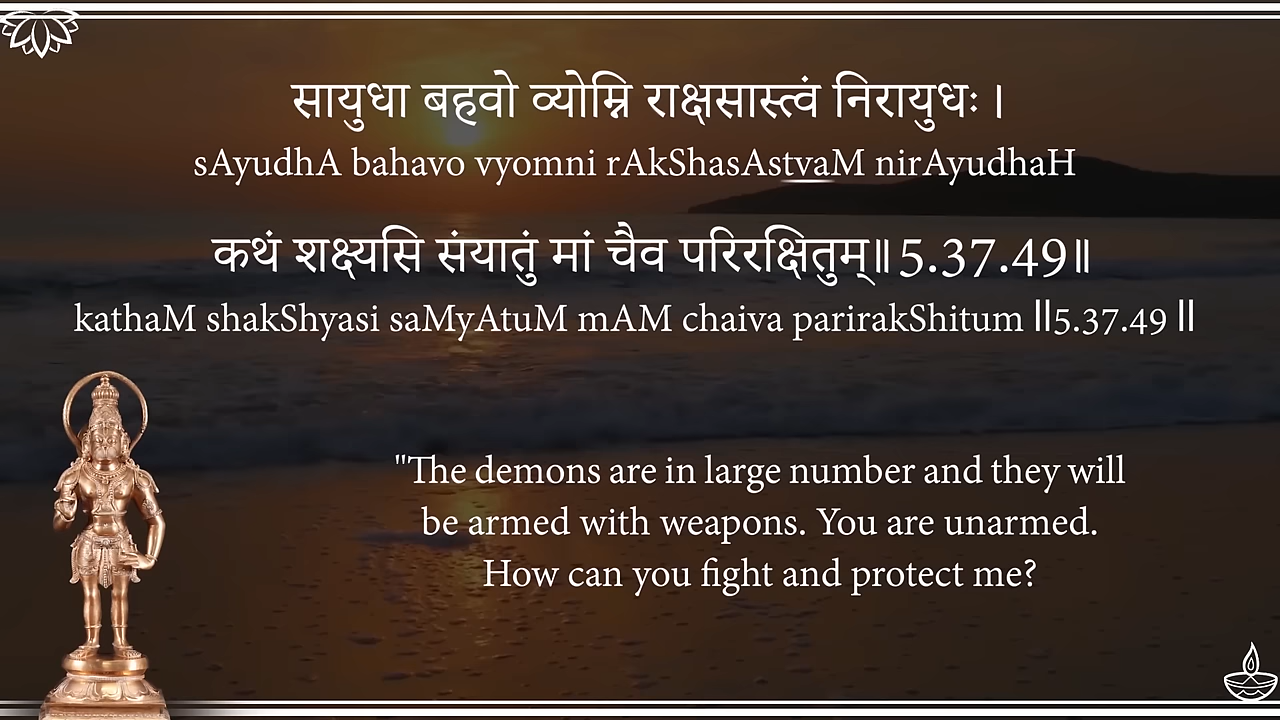 सायुधा बहवो व्योम्नि राक्षसास्त्वं निरायुधः ।
sAyudhA bahavo vyomni rAkShasAstvaM nirAyudhaH
कथं शक्ष्यसि संयातुं मां चैव परिरक्षितुम्॥5.37.49॥
kathaM shakShyasi saMyAtuM mAM chaiva parirakShitum ॥5.37.49 ॥
"The demons are in large number and they will
be armed with weapons. You are unarmed.
How can you fight and protect me?